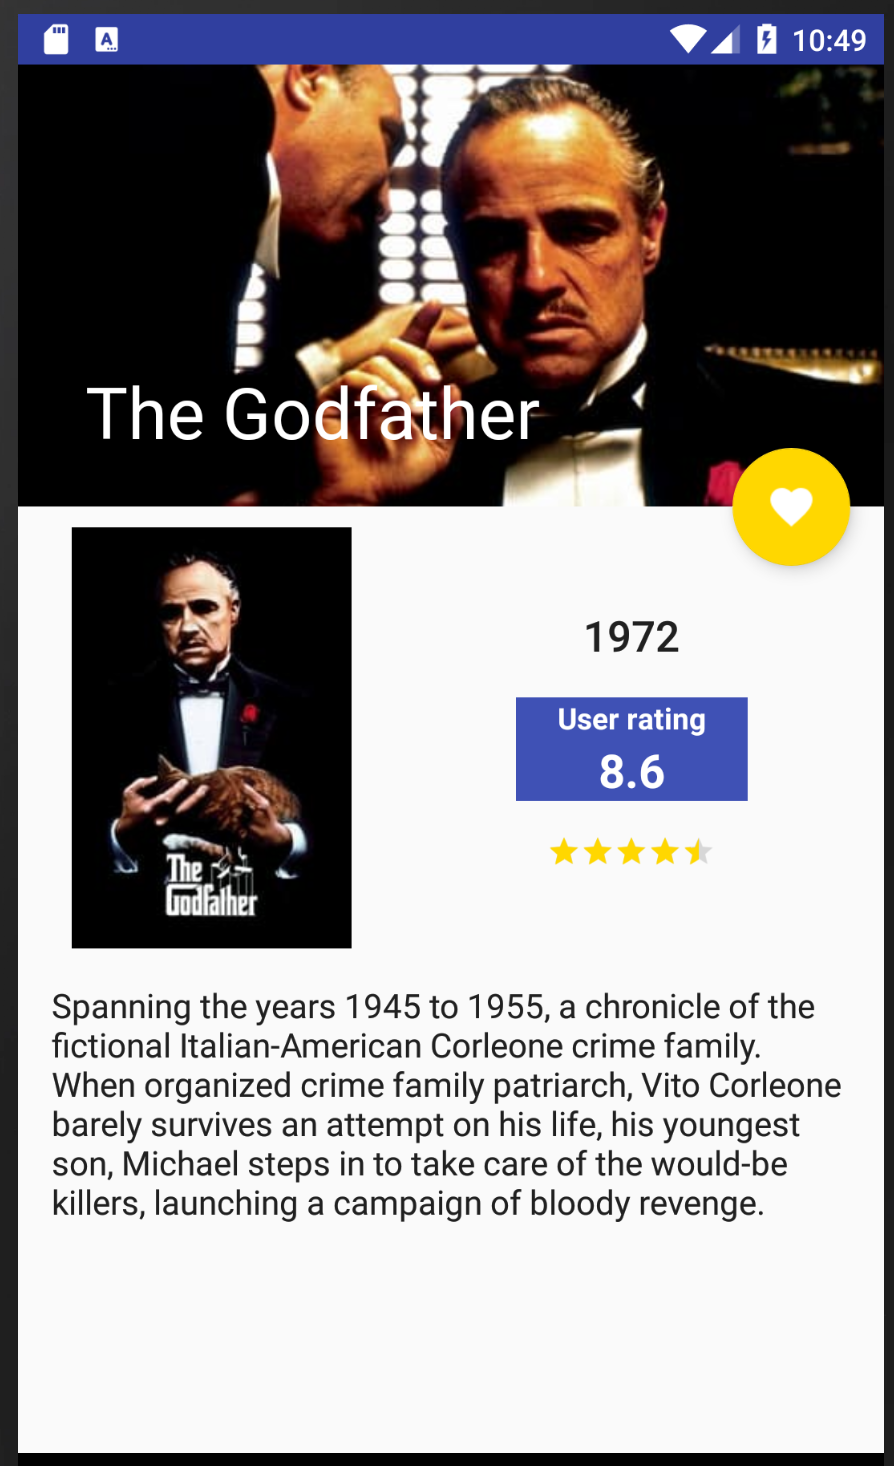 10:49
The Godfather
1972
User rating
8.6
The
Godfather
Spanning the years 1945 to 1955, a chronicle of the
fictional Italian-American Corleone crime family.
When organized crime family patriarch, Vito Corleone
barely survives an attempt on his life, his youngest
son, Michael steps in to take care of the would-be
killers, launching a campaign of bloody revenge.